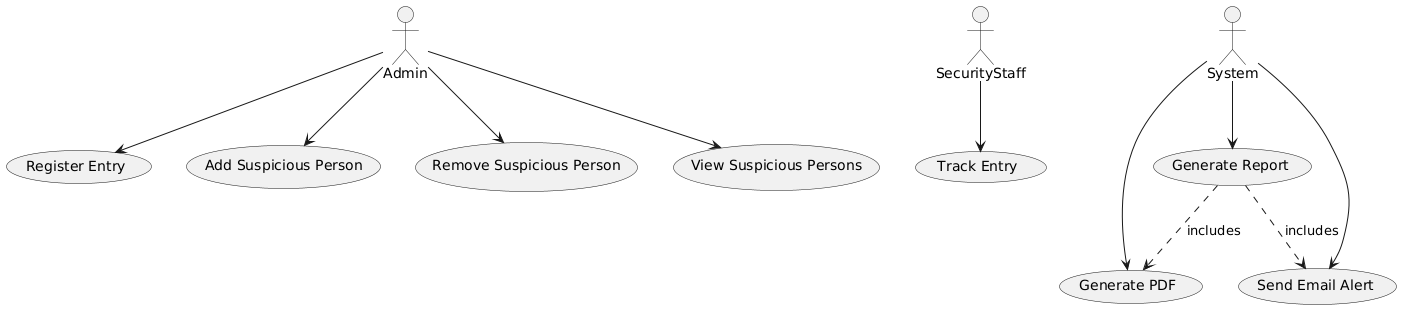 Admin
SecurityStaff
System
Register Entry
Add Suspicious Person
Remove Suspicious Person
View Suspicious Persons
Track Entry
Generate Report
includes
includes
Generate PDF
Send Email Alert